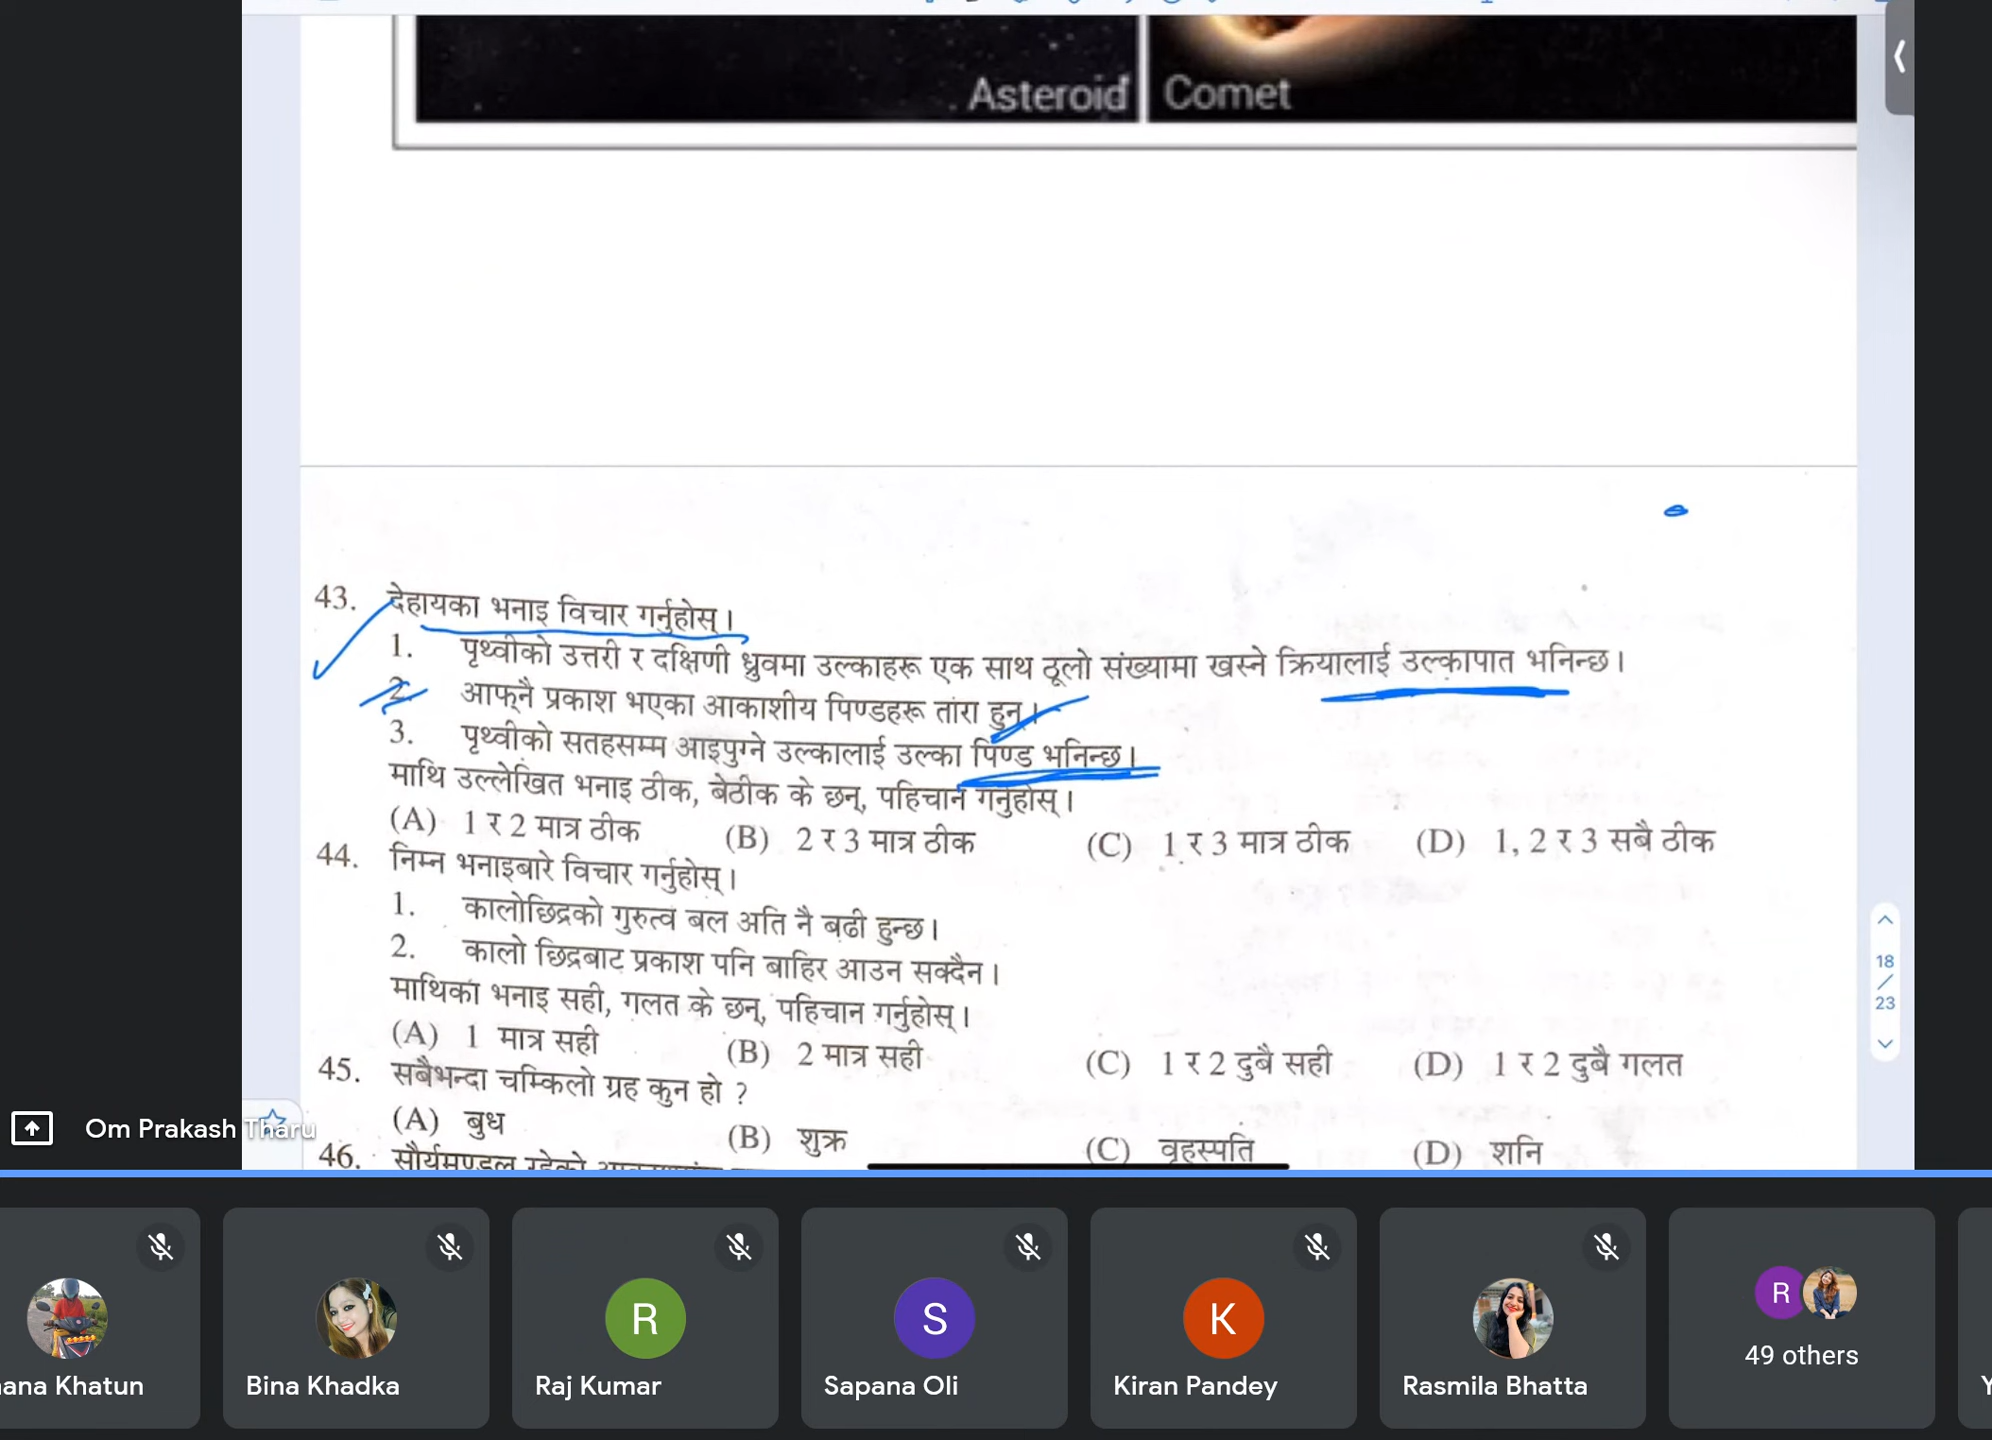 Asteroid Comet
43. देहायका भनाइ विचार गर्नुहोस् ।
1. पृथ्वीको उत्तरी र दक्षिणी ध्रुवमा उल्काहरू एक साथ ठूलो संख्यामा खस्ने क्रियालाई उल्कापात भनिन्छ ।
2. आफ्नै प्रकाश भएका आकाशीय पिण्डहरू तारा हुन् ।
3. पृथ्वीको सतहसम्म आइपुग्ने उल्कालाई उल्का पिण्ड भनिन्छ ।
माथि उल्लेखित भनाइ ठीक, बेठीक के छन्, पहिचान गर्नुहोस् ।
(A) 1 र 2 मात्र ठीक (B) 2 र 3 मात्र ठीक (C) 1 र 3 मात्र ठीक (D) 1, 2 र 3 सबै ठीक
44. निम्न भनाइबारे विचार गर्नुहोस् ।
1. कालोछिद्रको गुरुत्व बल अति नै बढी हुन्छ ।
2. कालो छिद्रबाट प्रकाश पनि बाहिर आउन सक्दैन ।
माथिका भनाइ सही, गलत के छन्, पहिचान गर्नुहोस् ।
(A) 1 मात्र सही (B) 2 मात्र सही (C) 1 र 2 दुबै सही (D) 1 र 2 दुबै गलत
45. सबैभन्दा चम्किलो ग्रह कुन हो ?
(A) बुध (B) शुक्र (C) वृहस्पति (D) शनि
46. सौर्यमण्डल
18
23
Om Prakash Tharu
ana Khatun
Bina Khadka
R
Raj Kumar
S
Sapana Oli
K
Kiran Pandey
Rasmila Bhatta
R
49 others
Y